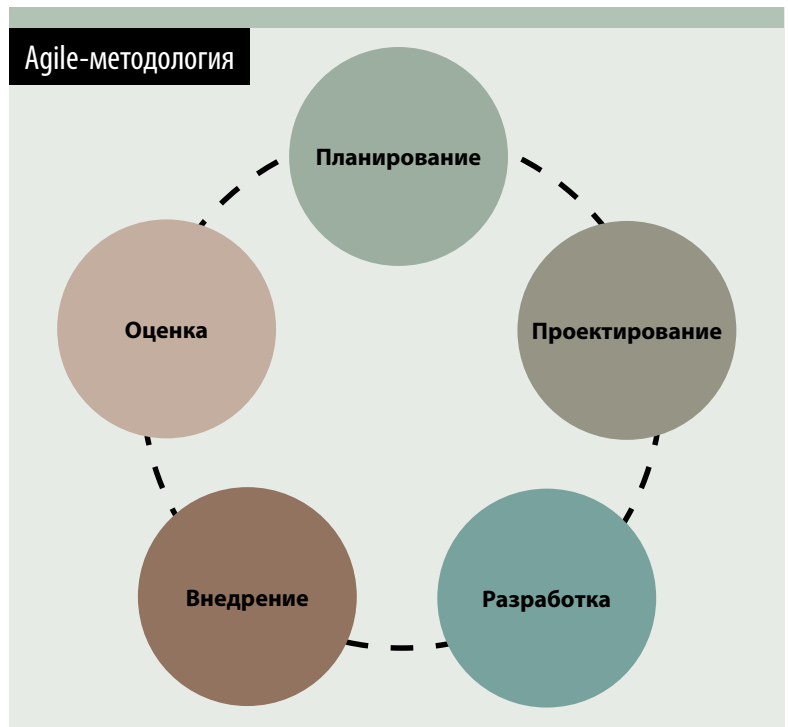 Agile-методология
Планирование
Проектирование
Разработка
Внедрение
Оценка